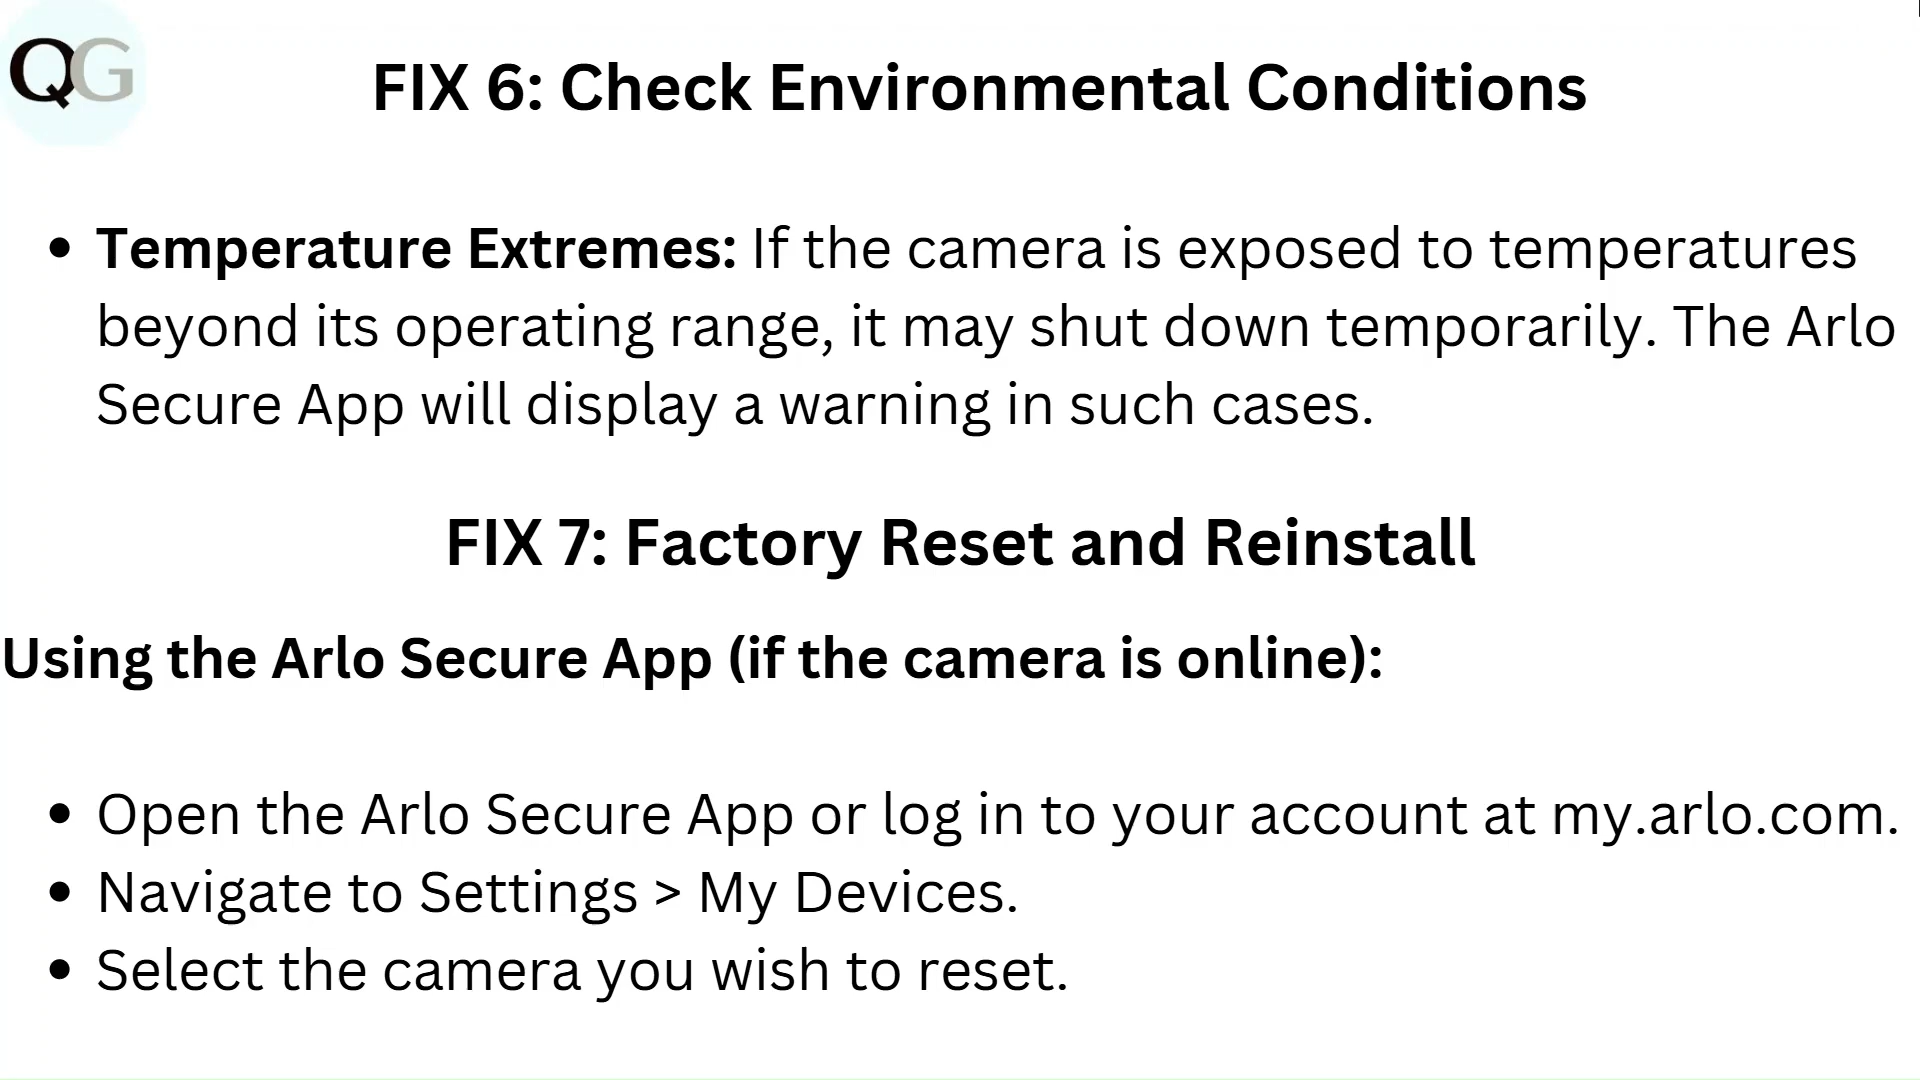 QG
FIX 6: Check Environmental Conditions
• Temperature Extremes: If the camera is exposed to temperatures
beyond its operating range, it may shut down temporarily. The Arlo
Secure App will display a warning in such cases.
FIX 7: Factory Reset and Reinstall
Using the Arlo Secure App (if the camera is online):
• Open the Arlo Secure App or log in to your account at my.arlo.com.
• Navigate to Settings > My Devices.
• Select the camera you wish to reset.